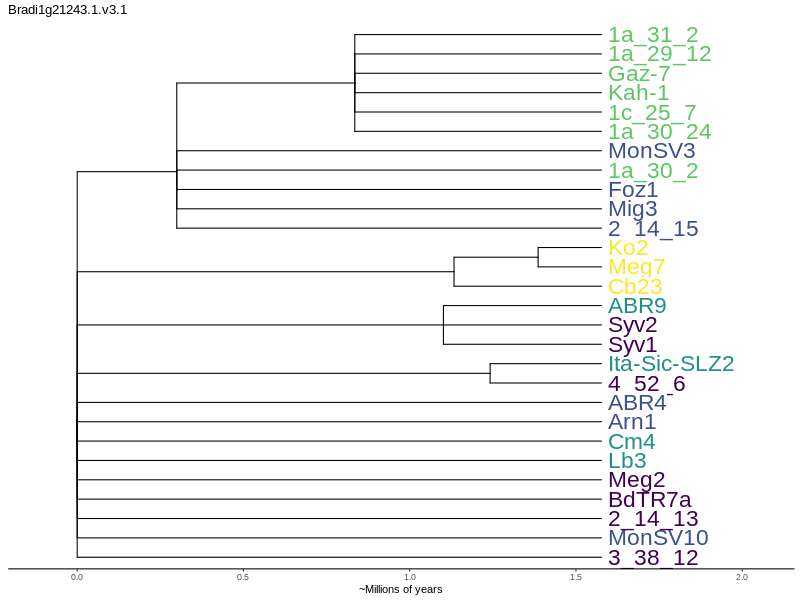 Bradi1g21243.1.v3.1
1a_31_2
1a_29_12
Gaz-7
Kah-1
1c_25_7
1a_30_24
MonSV3
1a_30_2
Foz1
Mig3
2_14_15
Ko2
Meg7
Cb23
ABR9
Syv2
Syv1
Ita-Sic-SLZ2
4_52_6
ABR4
Arn1
Cm4
Lb3
Meg2
BdTR7a
2_14_13
MonSV10
3_38_12
0.0 0.5 1.0 1.5 2.0
~Millions of years